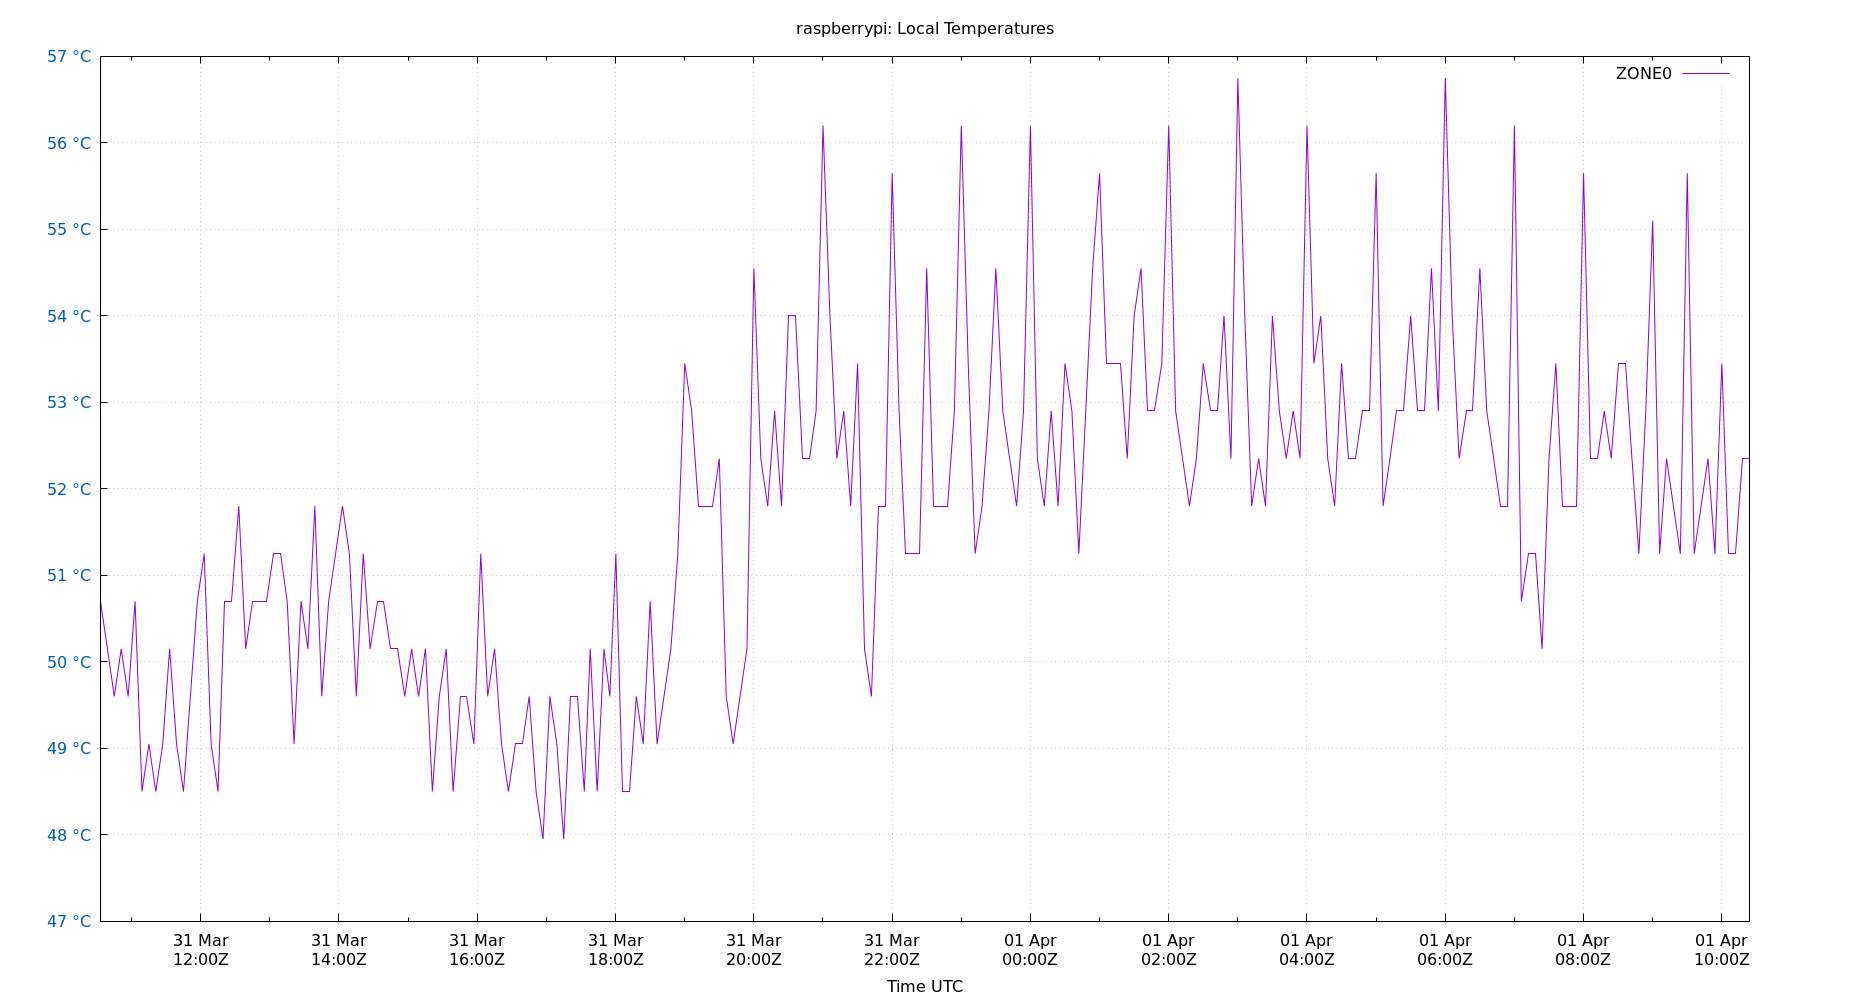 raspberrypi: Local Temperatures
57 °C
ZONE0
56 °C
55 °C
54 °C
53 °C
52 °C
51 °C
50 °C
49 °C
48 °C
47 °C
31 Mar 31 Mar 31 Mar 31 Mar 31 Mar 31 Mar 01 Apr 01 Apr 01 Apr 01 Apr 01 Apr 01 Apr
12:00Z 14:00Z 16:00Z 18:00Z 20:00Z 22:00Z 00:00Z 02:00Z 04:00Z 06:00Z 08:00Z 10:00Z
Time UTC